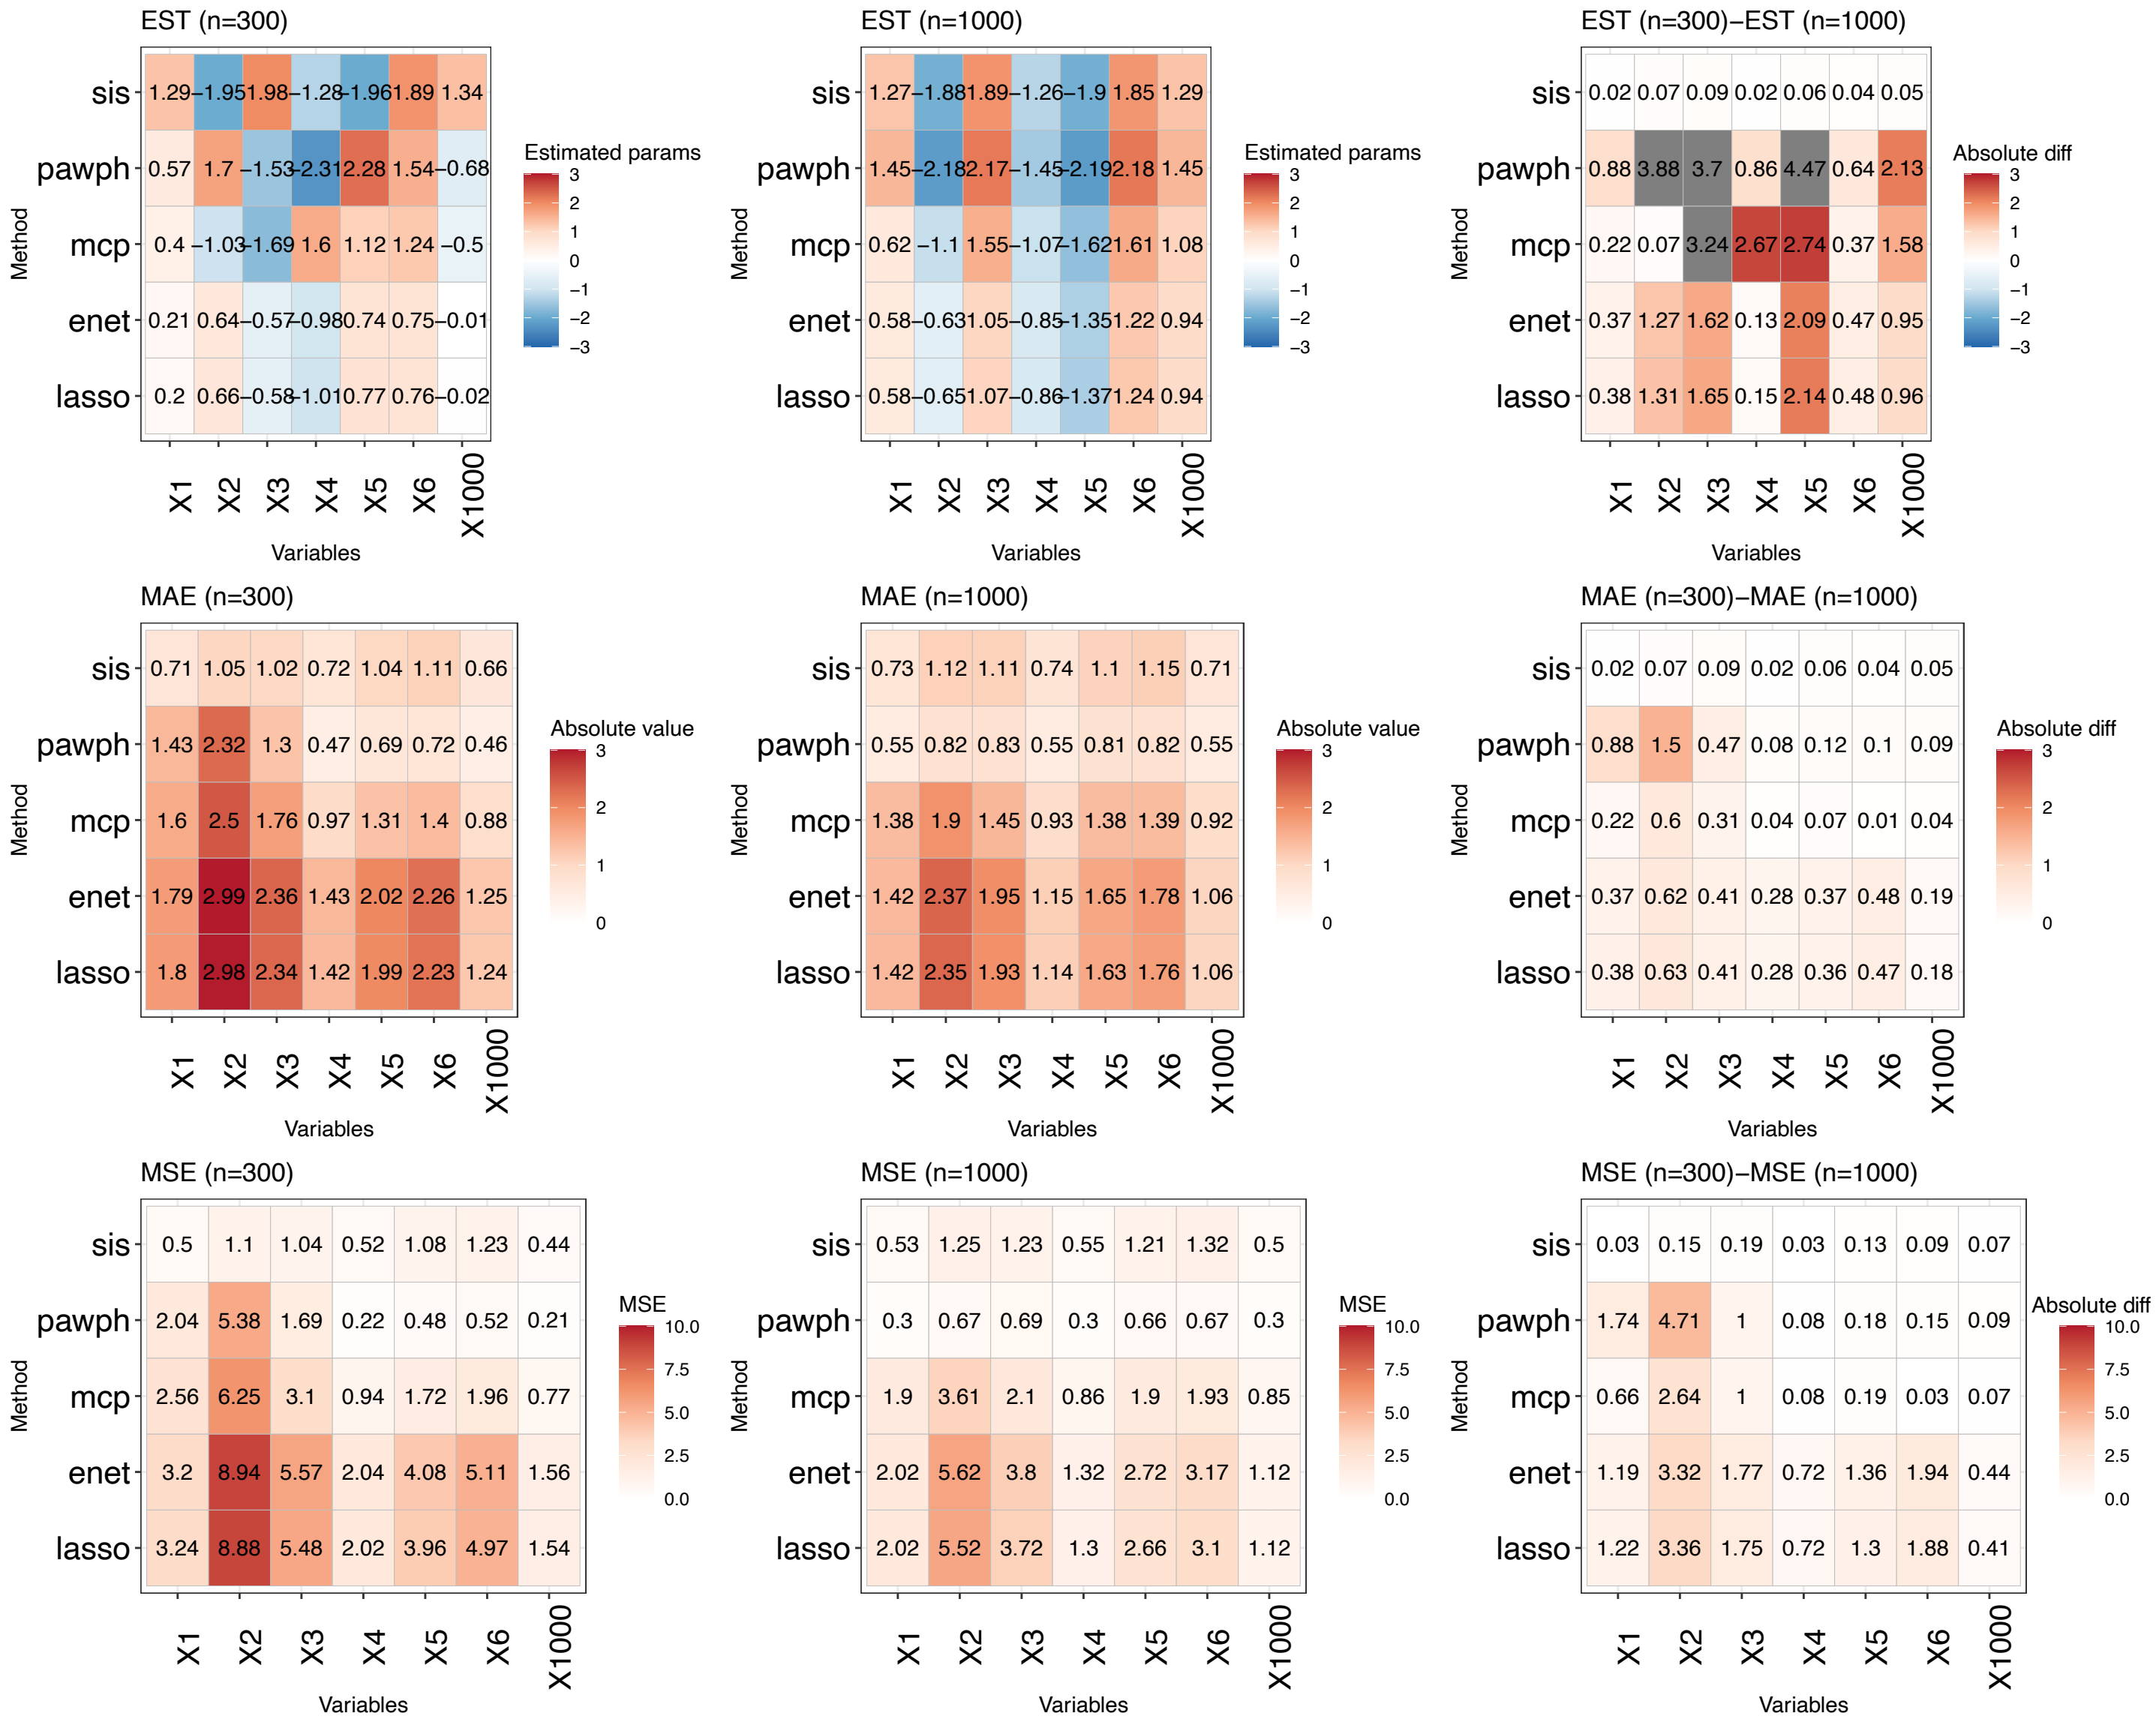 EST (n=300)
sis 1.29 −1.95 1.98 −1.28 −1.96 1.89 1.34
pawph 0.57 1.7 −1.53 −2.31 2.28 1.54 −0.68
mcp 0.4 −1.03 −1.69 1.6 1.12 1.24 −0.5
enet 0.21 0.64 −0.57 −0.98 0.74 0.75 −0.01
lasso 0.2 0.66 −0.58 −1.01 0.77 0.76 −0.02
X1 X2 X3 X4 X5 X6 X1000
Variables
Method
Estimated params
3
2
1
0
−1
−2
−3
EST (n=1000)
sis 1.27 −1.88 1.89 −1.26 −1.9 1.85 1.29
pawph 1.45 −2.18 2.17 −1.45 −2.19 2.18 1.45
mcp 0.62 −1.1 1.55 −1.07 −1.62 1.61 1.08
enet 0.58 −0.63 1.05 −0.85 −1.35 1.22 0.94
lasso 0.58 −0.65 1.07 −0.86 −1.37 1.24 0.94
X1 X2 X3 X4 X5 X6 X1000
Variables
Method
Estimated params
3
2
1
0
−1
−2
−3
EST (n=300)−EST (n=1000)
sis 0.02 0.07 0.09 0.02 0.06 0.04 0.05
pawph 0.88 3.88 3.7 0.86 4.47 0.64 2.13
mcp 0.22 0.07 3.24 2.67 2.74 0.37 1.58
enet 0.37 1.27 1.62 0.13 2.09 0.47 0.95
lasso 0.38 1.31 1.65 0.15 2.14 0.48 0.96
X1 X2 X3 X4 X5 X6 X1000
Variables
Method
Absolute diff
3
2
1
0
−1
−2
−3
MAE (n=300)
sis 0.71 1.05 1.02 0.72 1.04 1.11 0.66
pawph 1.43 2.32 1.3 0.47 0.69 0.72 0.46
mcp 1.6 2.5 1.76 0.97 1.31 1.4 0.88
enet 1.79 2.99 2.36 1.43 2.02 2.26 1.25
lasso 1.8 2.98 2.34 1.42 1.99 2.23 1.24
X1 X2 X3 X4 X5 X6 X1000
Variables
Method
Absolute value
3
2
1
0
MAE (n=1000)
sis 0.73 1.12 1.11 0.74 1.1 1.15 0.71
pawph 0.55 0.82 0.83 0.55 0.81 0.82 0.55
mcp 1.38 1.9 1.45 0.93 1.38 1.39 0.92
enet 1.42 2.37 1.95 1.15 1.65 1.78 1.06
lasso 1.42 2.35 1.93 1.14 1.63 1.76 1.06
X1 X2 X3 X4 X5 X6 X1000
Variables
Method
Absolute value
3
2
1
0
MAE (n=300)−MAE (n=1000)
sis 0.02 0.07 0.09 0.02 0.06 0.04 0.05
pawph 0.88 1.5 0.47 0.08 0.12 0.1 0.09
mcp 0.22 0.6 0.31 0.04 0.07 0.01 0.04
enet 0.37 0.62 0.41 0.28 0.37 0.48 0.19
lasso 0.38 0.63 0.41 0.28 0.36 0.47 0.18
X1 X2 X3 X4 X5 X6 X1000
Variables
Method
Absolute diff
3
2
1
0
MSE (n=300)
sis 0.5 1.1 1.04 0.52 1.08 1.23 0.44
pawph 2.04 5.38 1.69 0.22 0.48 0.52 0.21
mcp 2.56 6.25 3.1 0.94 1.72 1.96 0.77
enet 3.2 8.94 5.57 2.04 4.08 5.11 1.56
lasso 3.24 8.88 5.48 2.02 3.96 4.97 1.54
X1 X2 X3 X4 X5 X6 X1000
Variables
Method
MSE
10.0
7.5
5.0
2.5
0.0
MSE (n=1000)
sis 0.53 1.25 1.23 0.55 1.21 1.32 0.5
pawph 0.3 0.67 0.69 0.3 0.66 0.67 0.3
mcp 1.9 3.61 2.1 0.86 1.9 1.93 0.85
enet 2.02 5.62 3.8 1.32 2.72 3.17 1.12
lasso 2.02 5.52 3.72 1.3 2.66 3.1 1.12
X1 X2 X3 X4 X5 X6 X1000
Variables
Method
MSE
10.0
7.5
5.0
2.5
0.0
MSE (n=300)−MSE (n=1000)
sis 0.03 0.15 0.19 0.03 0.13 0.09 0.07
pawph 1.74 4.71 1 0.08 0.18 0.15 0.09
mcp 0.66 2.64 1 0.08 0.19 0.03 0.07
enet 1.19 3.32 1.77 0.72 1.36 1.94 0.44
lasso 1.22 3.36 1.75 0.72 1.3 1.88 0.41
X1 X2 X3 X4 X5 X6 X1000
Variables
Method
Absolute diff
10.0
7.5
5.0
2.5
0.0